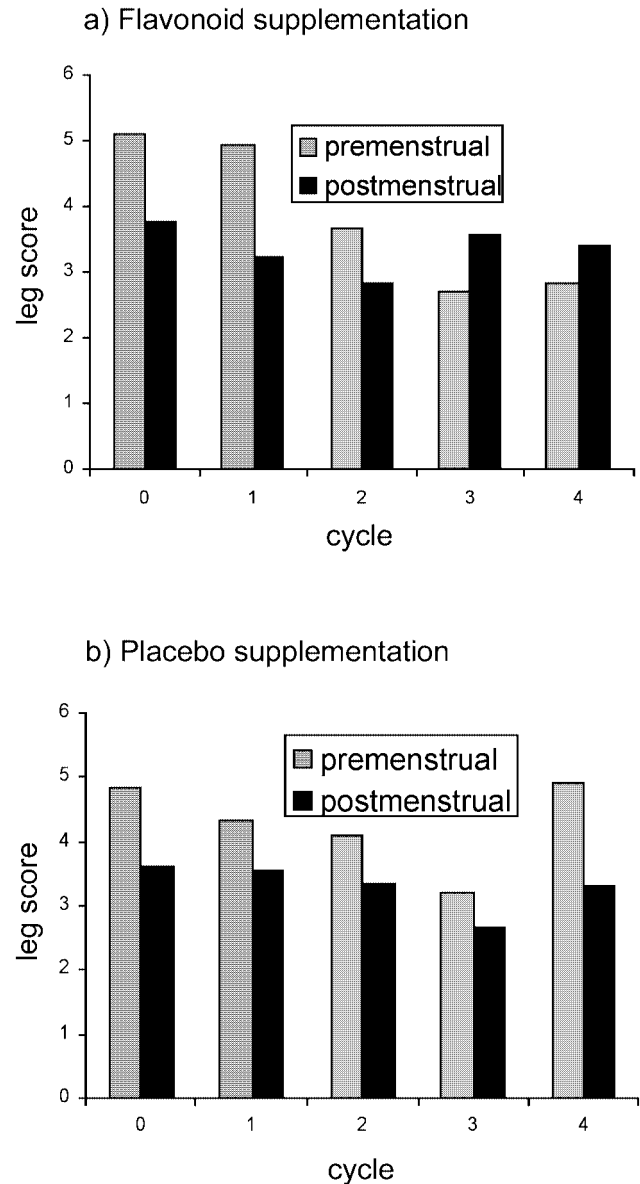 a) Flavonoid supplementation
6
5
4
3
2
1
0
leg score
premenstrual
postmenstrual
0 1 2 3 4
cycle
b) Placebo supplementation
6
5
4
3
2
1
0
leg score
premenstrual
postmenstrual
0 1 2 3 4
cycle